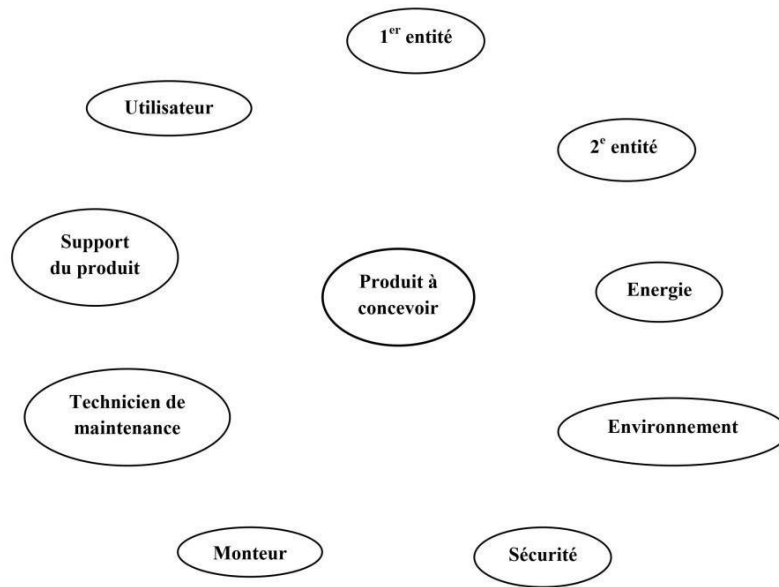 1er entité
Utilisateur
2e entité
Support
du produit
Produit à
concevoir
Energie
Technicien de
maintenance
Environnement
Monteur
Sécurité